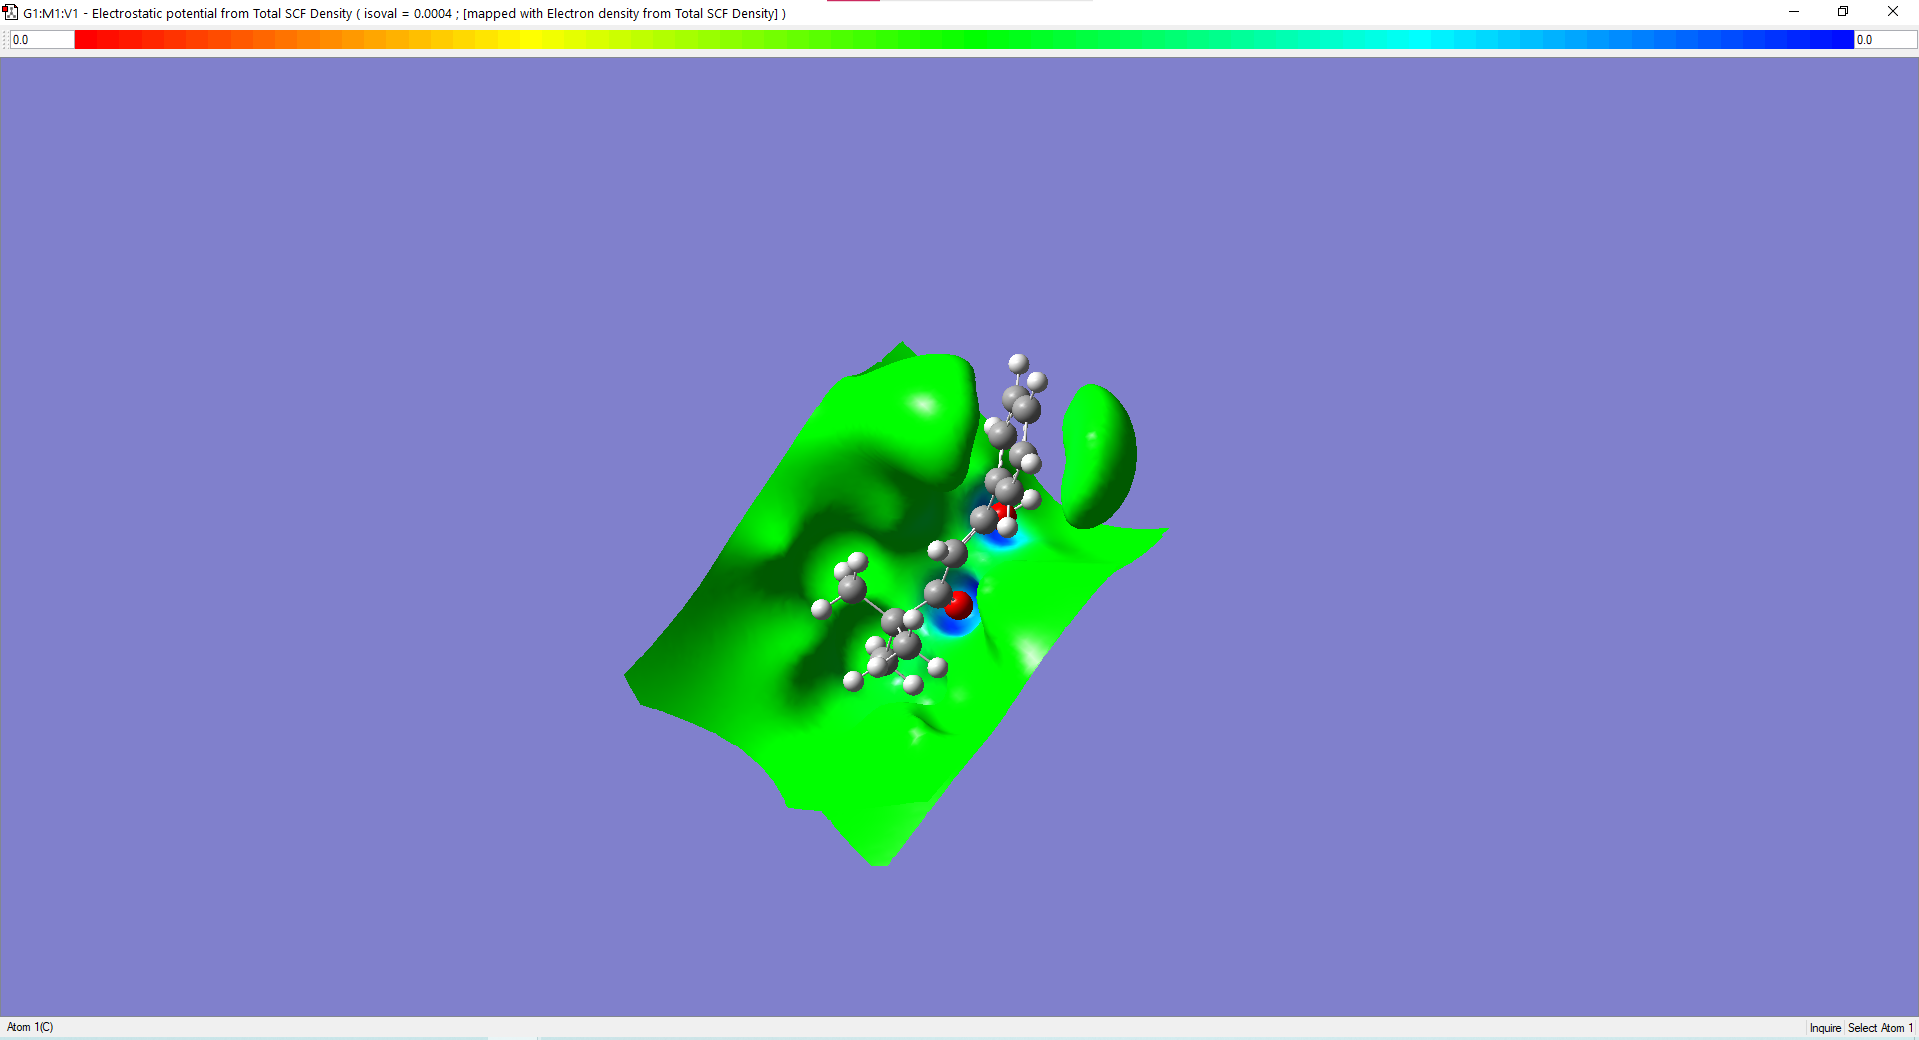 G1:M1:V1 - Electrostatic potential from Total SCF Density ( isoval = 0.0004 ; [mapped with Electron density from Total SCF Density] )
0.0 0.0
Atom 1(C) Inquire Select Atom 1